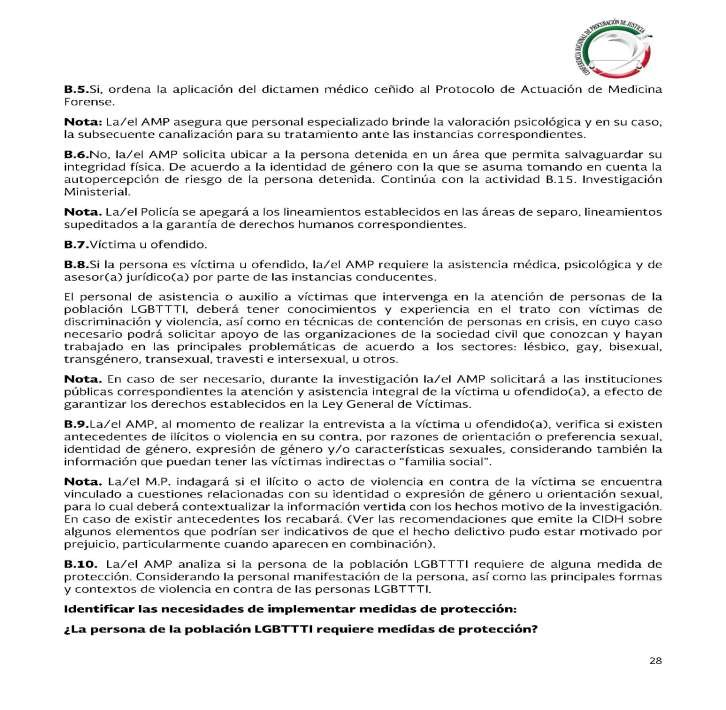 CONFERENCIA NACIONAL DE PROCURACIÓN DE JUSTICIA
B.5.Si, ordena la aplicación del dictamen médico ceñido al Protocolo de Actuación de Medicina
Forense.
Nota: La/el AMP asegura que personal especializado brinde la valoración psicológica y en su caso,
la subsecuente canalización para su tratamiento ante las instancias correspondientes.
B.6.No, la/el AMP solicita ubicar a la persona detenida en un área que permita salvaguardar su
integridad física. De acuerdo a la identidad de género con la que se asuma tomando en cuenta la
autopercepción de riesgo de la persona detenida. Continúa con la actividad B.15. Investigación
Ministerial.
Nota. La/el Policía se apegará a los lineamientos establecidos en las áreas de separo, lineamientos
supeditados a la garantía de derechos humanos correspondientes.
B.7.Víctima u ofendido.
B.8.Si la persona es víctima u ofendido, la/el AMP requiere la asistencia médica, psicológica y de
asesor(a) jurídico(a) por parte de las instancias conducentes.
El personal de asistencia o auxilio a víctimas que intervenga en la atención de personas de la
población LGBTTTI, deberá tener conocimientos y experiencia en el trato con víctimas de
discriminación y violencia, así como en técnicas de contención de personas en crisis, en cuyo caso
necesario podrá solicitar apoyo de las organizaciones de la sociedad civil que conozcan y hayan
trabajado en las principales problemáticas de acuerdo a los sectores: lésbico, gay, bisexual,
transgénero, transexual, travesti e intersexual, u otros.
Nota. En caso de ser necesario, durante la investigación la/el AMP solicitará a las instituciones
públicas correspondientes la atención y asistencia integral de la víctima u ofendido(a), a efecto de
garantizar los derechos establecidos en la Ley General de Víctimas.
B.9.La/el AMP, al momento de realizar la entrevista a la víctima u ofendido(a), verifica si existen
antecedentes de ilícitos o violencia en su contra, por razones de orientación o preferencia sexual,
identidad de género, expresión de género y/o características sexuales, considerando también la
información que puedan tener las víctimas indirectas o "familia social".
Nota. La/el M.P. indagará si el ilícito o acto de violencia en contra de la víctima se encuentra
vinculado a cuestiones relacionadas con su identidad o expresión de género u orientación sexual,
para lo cual deberá contextualizar la información vertida con los hechos motivo de la investigación.
En caso de existir antecedentes los recabará. (Ver las recomendaciones que emite la CIDH sobre
algunos elementos que podrían ser indicativos de que el hecho delictivo pudo estar motivado por
prejuicio, particularmente cuando aparecen en combinación).
B.10. La/el AMP analiza si la persona de la población LGBTTTI requiere de alguna medida de
protección. Considerando la personal manifestación de la persona, así como las principales formas
y contextos de violencia en contra de las personas LGBTTTI.
Identificar las necesidades de implementar medidas de protección:
¿La persona de la población LGBTTTI requiere medidas de protección?
28